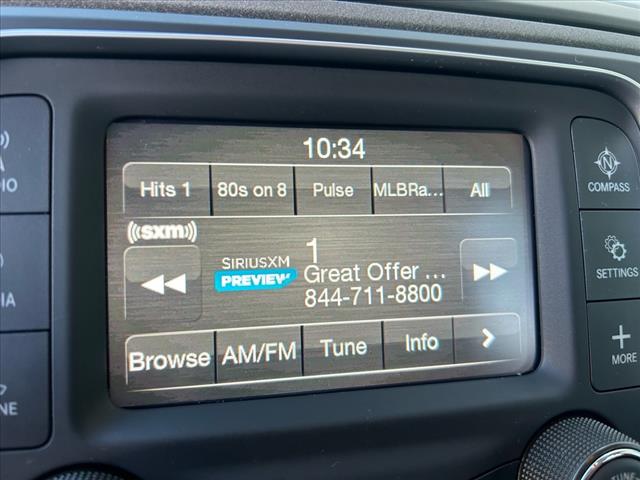 10:34
Hits 1 80s on 8 Pulse MLBRa... All
((sxm))
SIRIUSXM
PREVIEW
1
Great Offer ...
844-711-8800
Browse AM/FM Tune Info >
N
COMPASS
SETTINGS
+
MORE